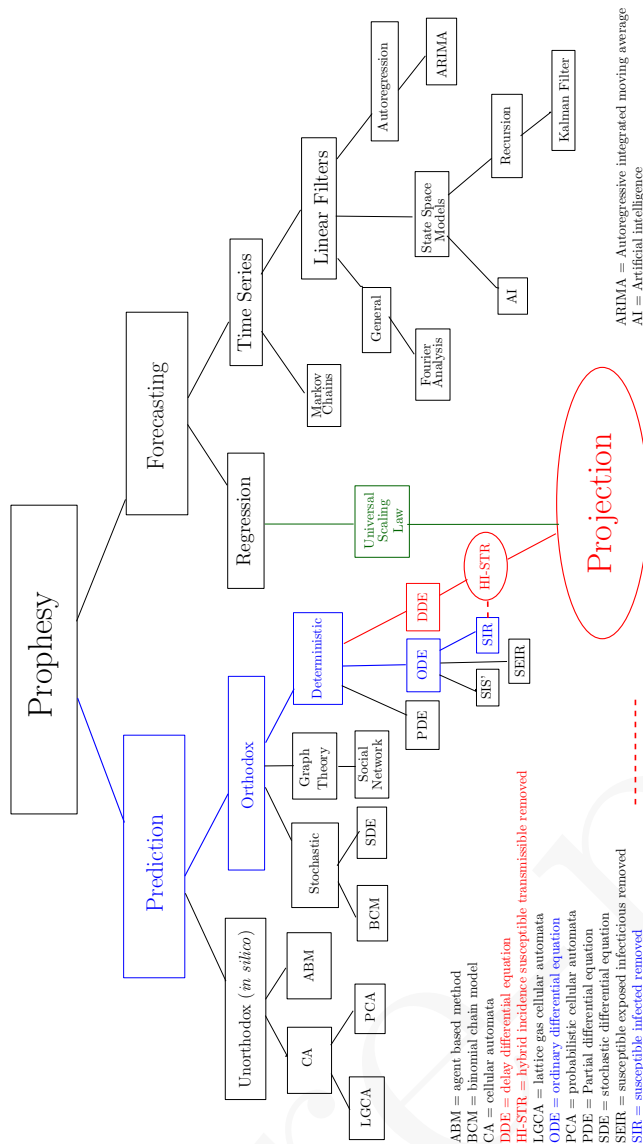 Prophesy
Prediction
Forecasting
Unorthodox (in silico)
Orthodox
Regression
Time Series
CA
ABM
Stochastic
Graph
Theory
Deterministic
Universal
Scaling
Law
Markov
Chains
Linear Filters
LGCA
PCA
BCM
SDE
Social
Network
PDE
ODE
DDE
General
State Space
Models
Autoregression
SIS'
SIR
SEIR
HI-STR
Fourier
Analysis
AI
Recursion
ARIMA
Kalman Filter
Projection
ABM = agent based method
BCM = binomial chain model
CA = cellular automata
DDE = delay differential equation
HI-STR = hybrid incidence susceptible transmissible removed
LGCA = lattice gas cellular automata
ODE = ordinary differential equation
PCA = probabilistic cellular automata
PDE = Partial differential equation
SDE = stochastic differential equation
SEIR = susceptible exposed infecticious removed
SIR = susceptible infected removed
ARIMA = Autoregressive integrated moving average
AI = Artificial intelligence